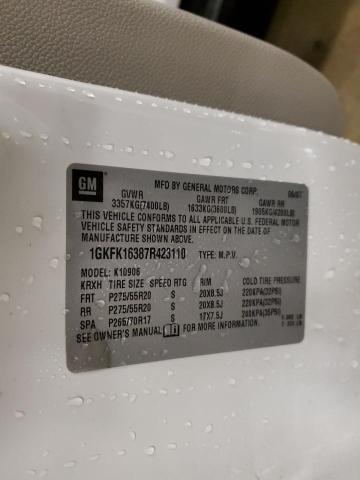 GM
MFD BY GENERAL MOTORS CORP. 06/07
GVWR GAWR FRT GAWR RR
3357KG(7400LB) 1633KG(3600LB) 1905KG(4200LB)
THIS VEHICLE CONFORMS TO ALL APPLICABLE U.S. FEDERAL MOTOR
VEHICLE SAFETY STANDARDS IN EFFECT ON THE DATE OF
MANUFACTURE SHOWN ABOVE.
1GKFK16387R423110 TYPE: M.P.V.
MODEL: K10906
KRXH TIRE SIZE SPEED RTG RIM COLD TIRE PRESSURE
FRT P275/55R20 S 20X8.5J 220KPA(32PSI)
RR P275/55R20 S 20X8.5J 220KPA(32PSI)
SPA P265/70R17 S 17X7.5J 240KPA(35PSI)
SEE OWNER'S MANUAL FOR ADDITIONAL INFORMATION.